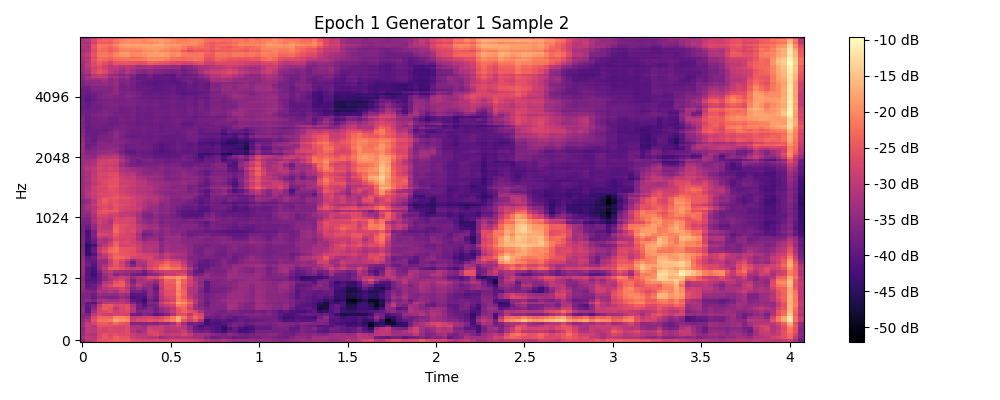 Epoch 1 Generator 1 Sample 2
Hz
4096
2048
1024
512
0
0
0.5
1
1.5
2
2.5
3
3.5
4
Time
-10 dB
-15 dB
-20 dB
-25 dB
-30 dB
-35 dB
-40 dB
-45 dB
-50 dB